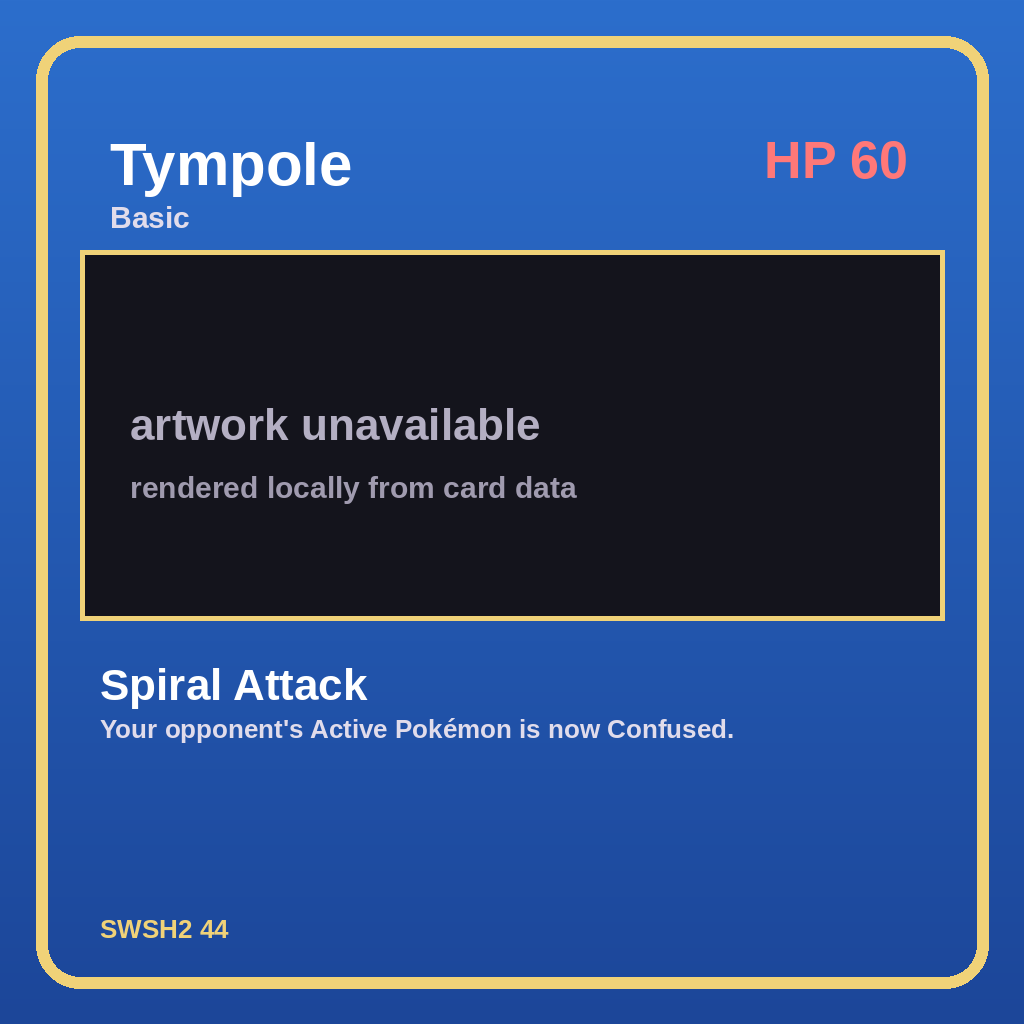 Tympole
HP 60
Basic
artwork unavailable
rendered locally from card data
Spiral Attack
Your opponent's Active Pokémon is now Confused.
SWSH2 44